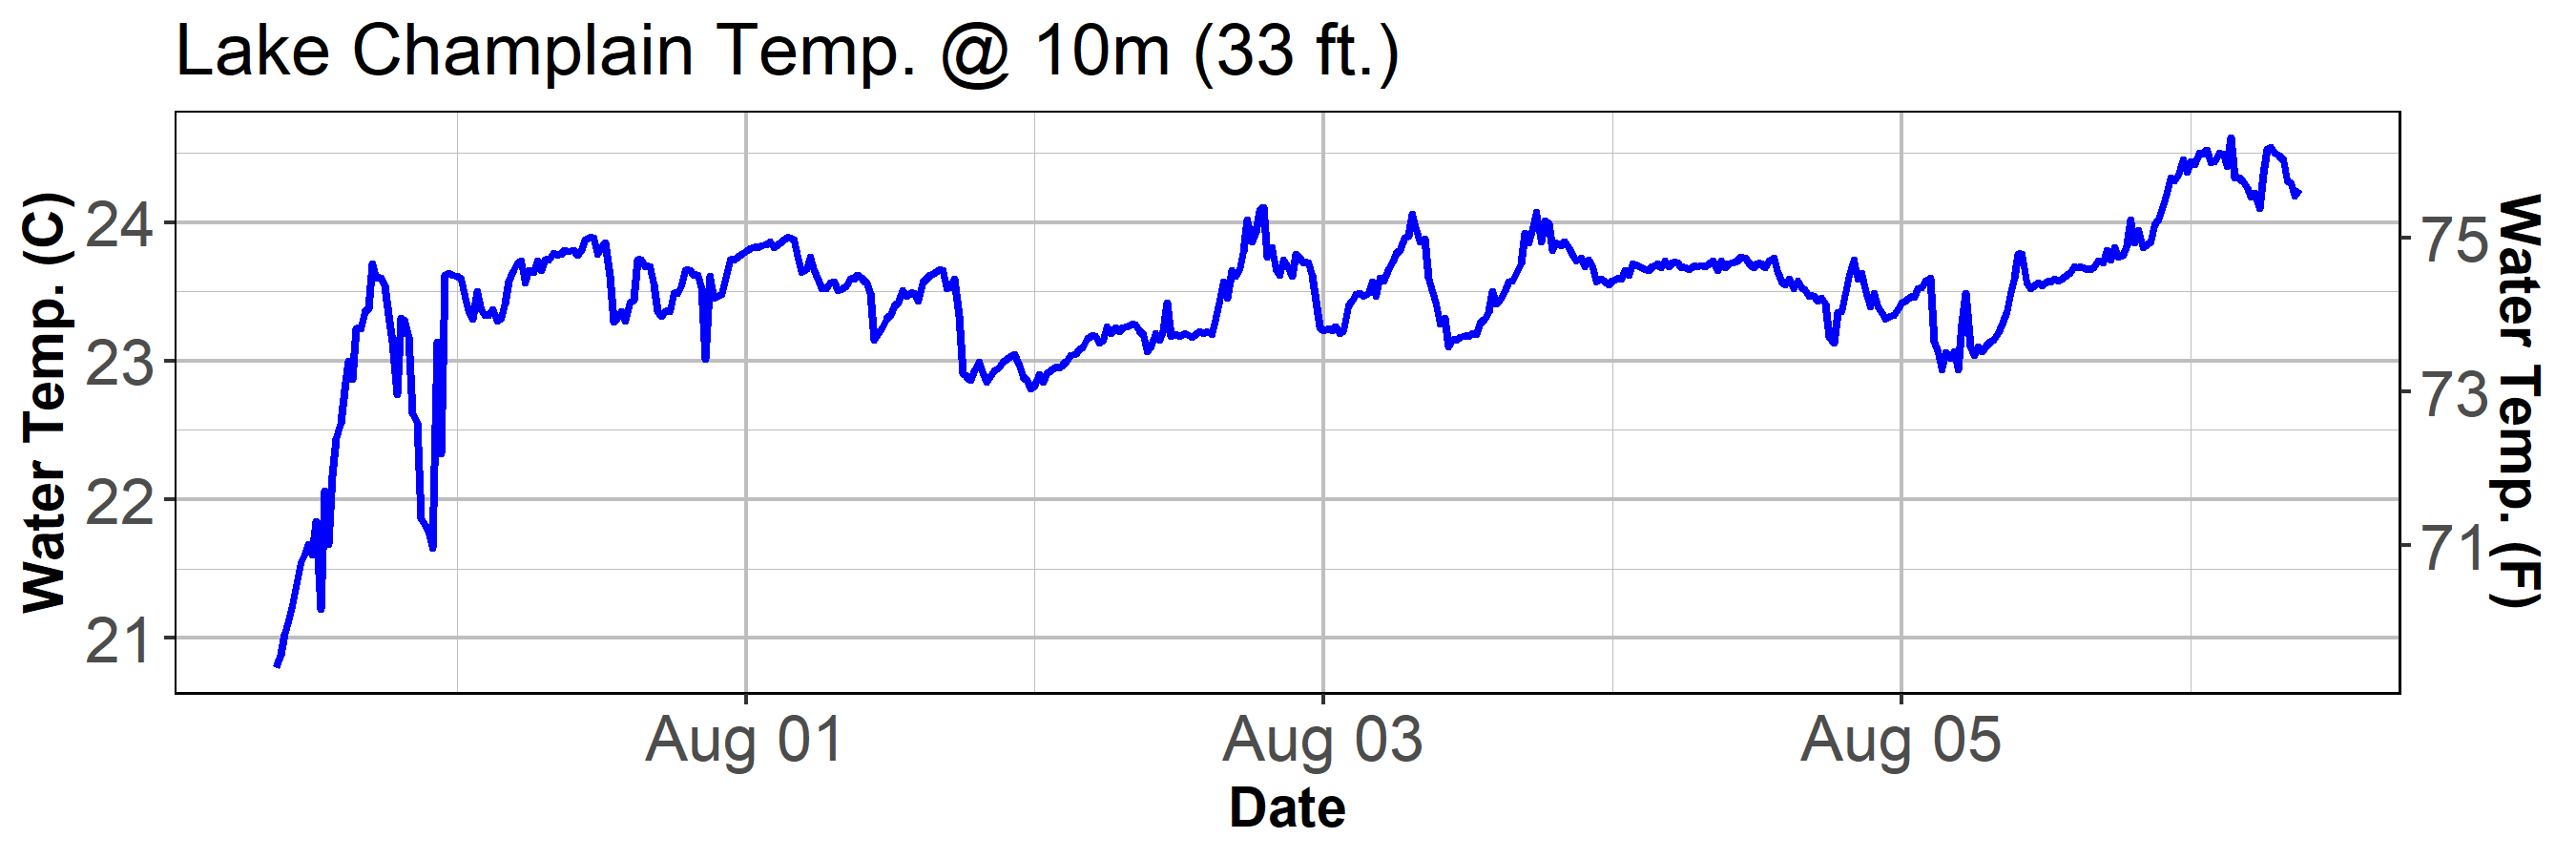 Lake Champlain Temp. @ 10m (33 ft.)
Water Temp. (C)
24
23
22
21
75
73
71
Water Temp. (F)
Aug 01
Aug 03
Aug 05
Date